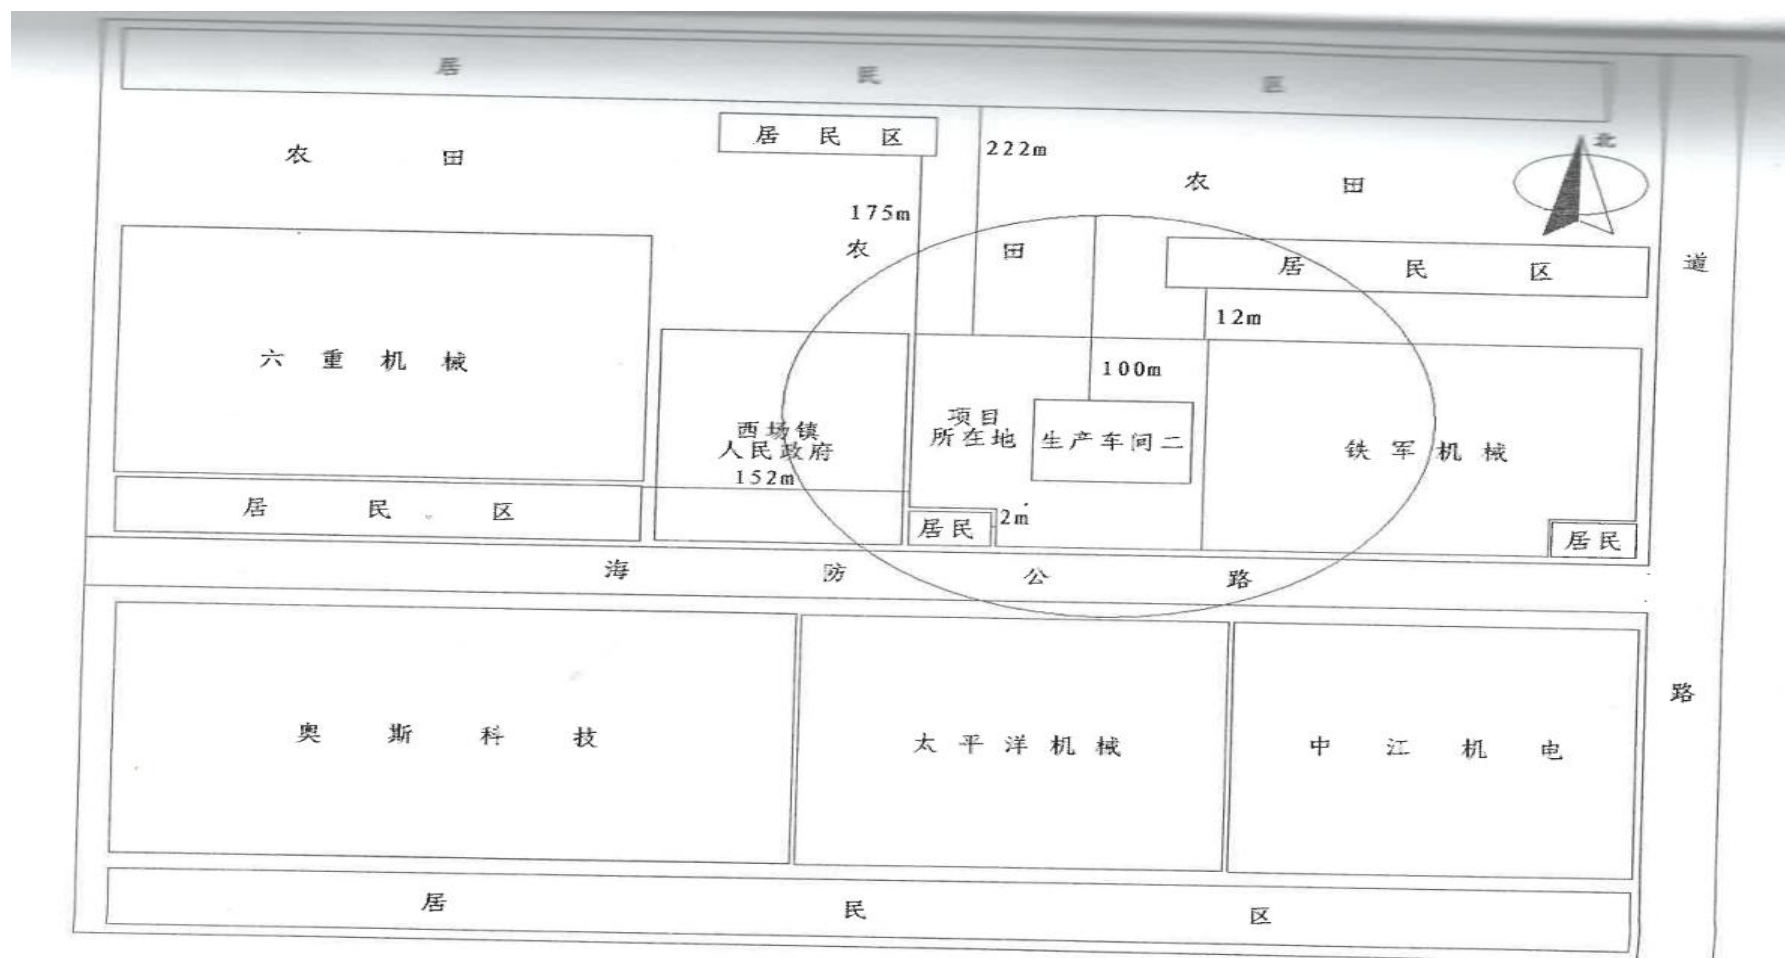 居民区
居民区
222m
北
农田
农田
175m
农田
居民区
道
12m
六重机械
100m
项目
所在地
生产车间二
西场镇
人民政府
铁军机械
152m
居民区
2m
居民
居民
海防公路
路
奥斯科技
太平洋机械
中江机电
居民区